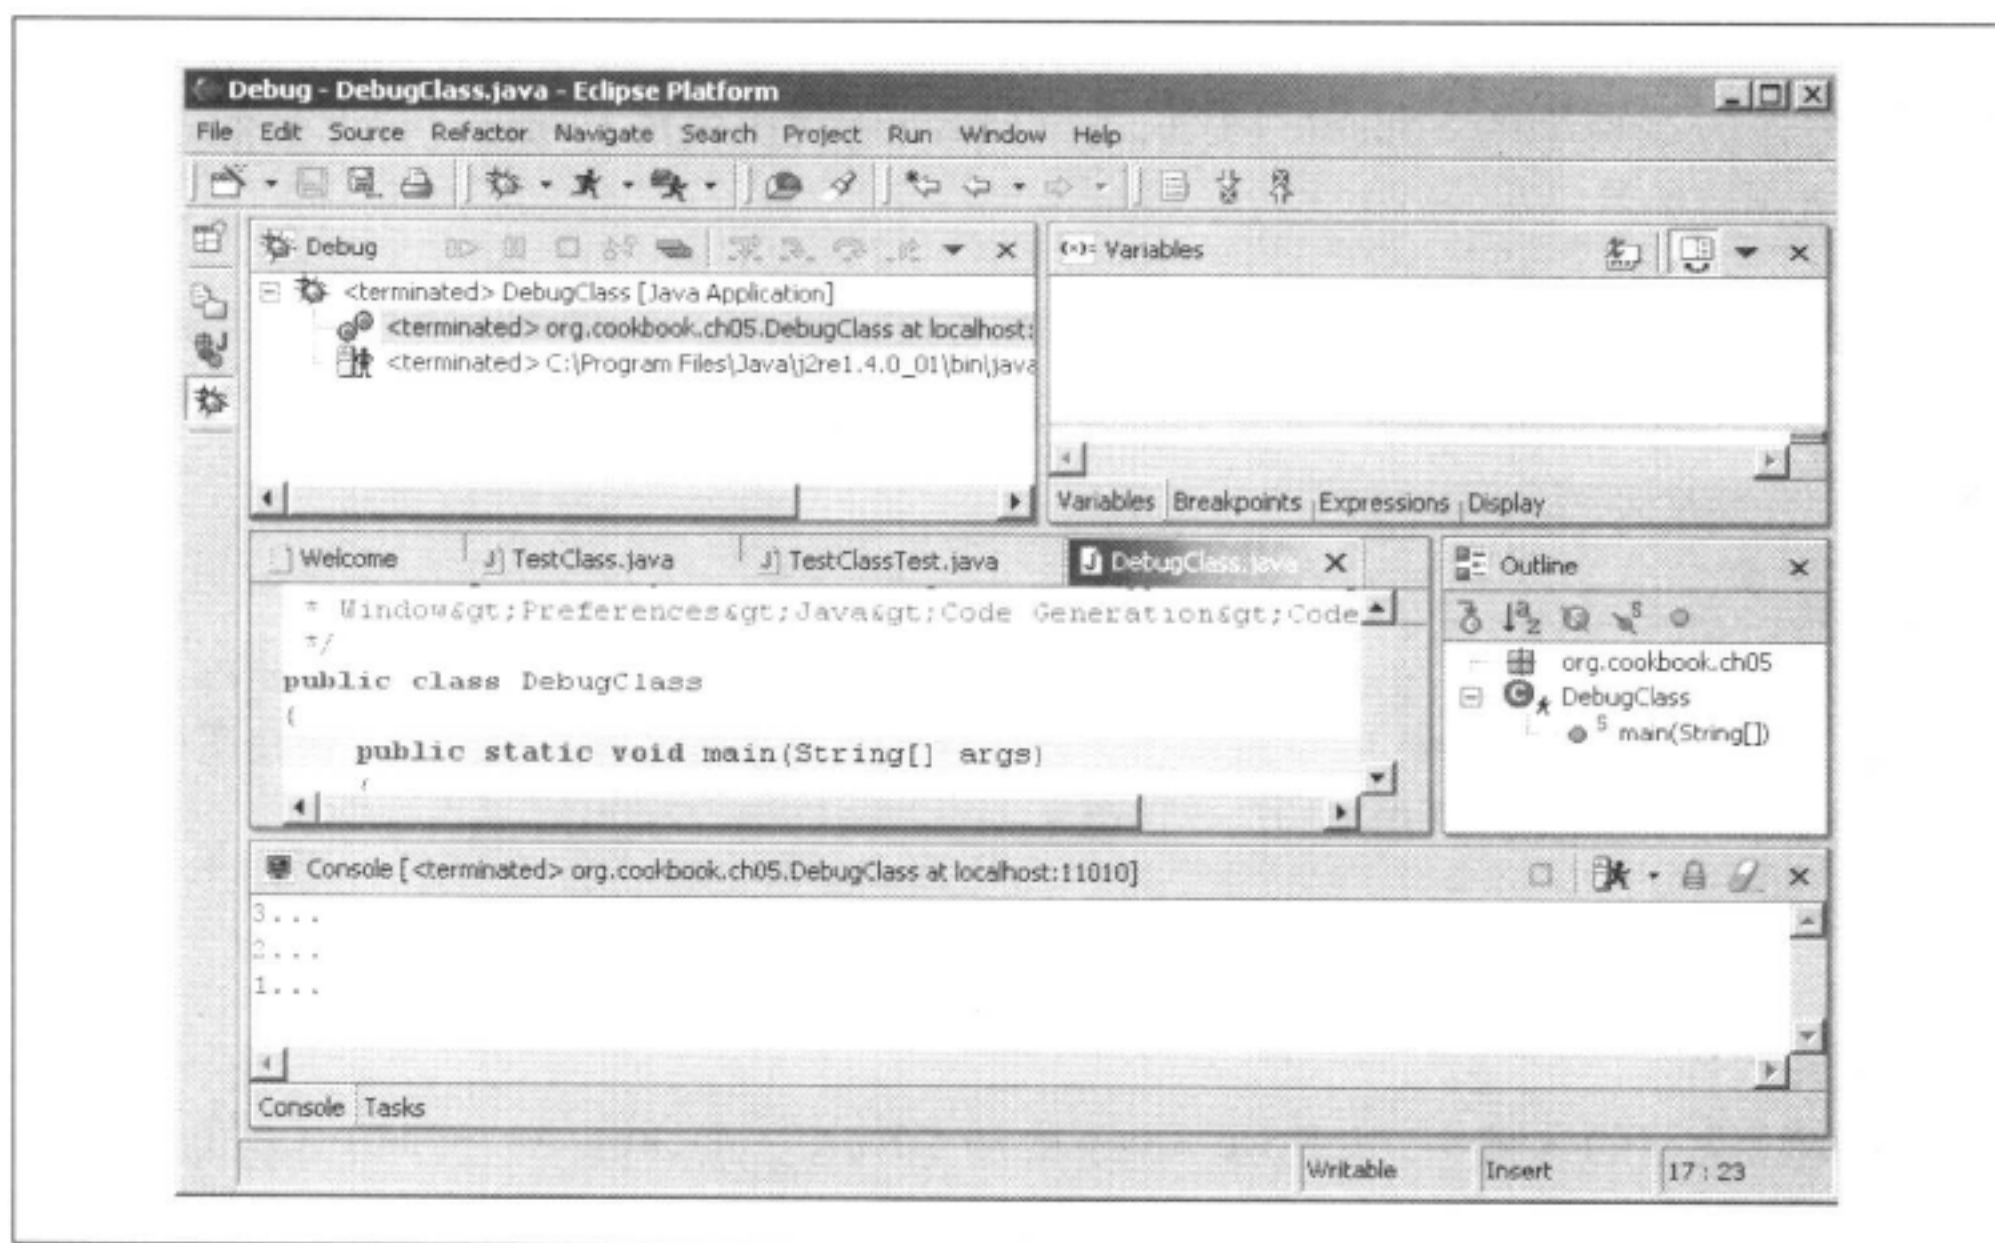 Debug - DebugClass.java - Eclipse Platform
File Edit Source Refactor Navigate Search Project Run Window Help
Debug
<terminated> DebugClass [Java Application]
<terminated> org.cookbook.ch05.DebugClass at localhost:
<terminated> C:\Program Files\Java\j2re1.4.0_01\bin\java
(x)= Variables
Variables Breakpoints Expressions Display
Welcome TestClass.java TestClassTest.java DebugClass.java
* Window&gt;Preferences&gt;Java&gt;Code Generation&gt;Code
*/
public class DebugClass
{
public static void main(String[] args)
{
Outline
org.cookbook.ch05
DebugClass
main(String[])
Console [<terminated> org.cookbook.ch05.DebugClass at localhost:11010]
3...
2...
1...
Console Tasks
Writable Insert 17 : 23